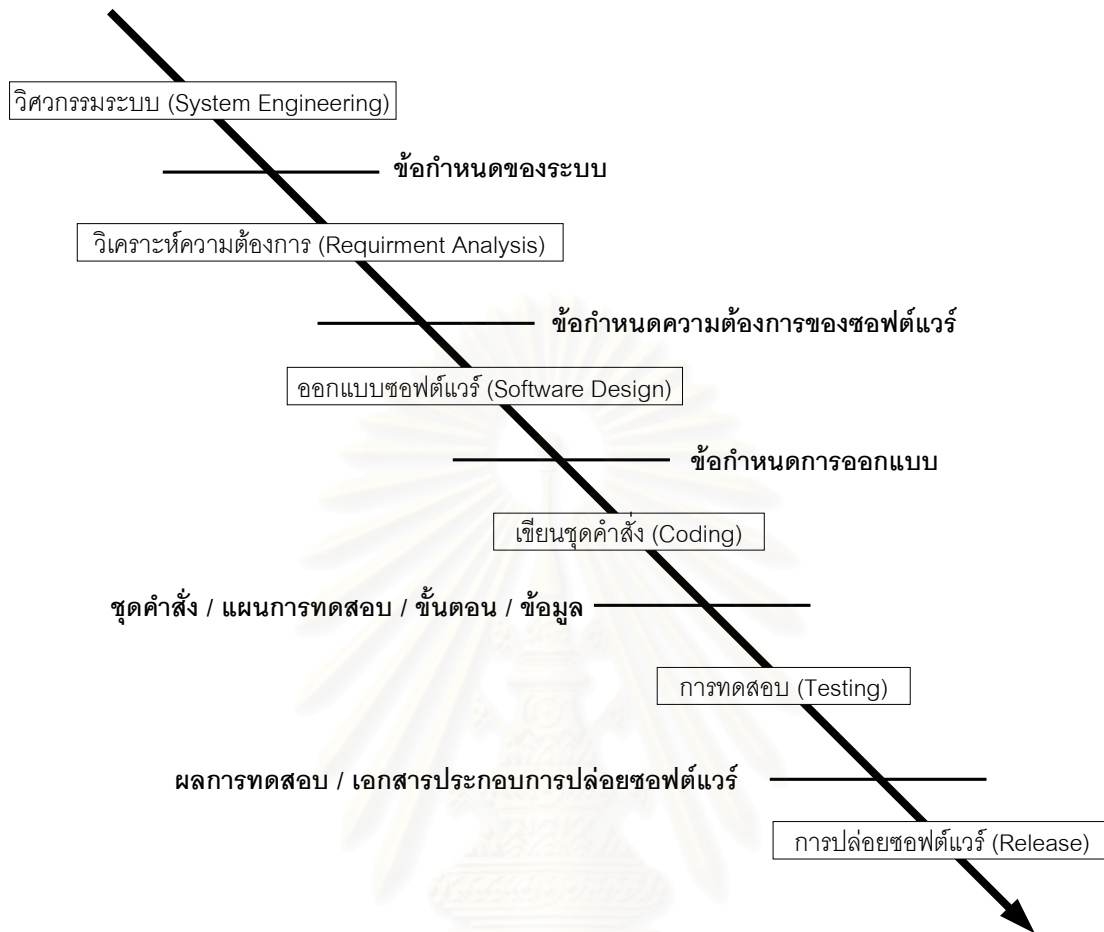 วิศวกรรมระบบ (System Engineering)
ข้อกำหนดของระบบ
วิเคราะห์ความต้องการ (Requirment Analysis)
ข้อกำหนดความต้องการของซอฟต์แวร์
ออกแบบซอฟต์แวร์ (Software Design)
ข้อกำหนดการออกแบบ
เขียนชุดคำสั่ง (Coding)
ชุดคำสั่ง / แผนการทดสอบ / ขั้นตอน / ข้อมูล
การทดสอบ (Testing)
ผลการทดสอบ / เอกสารประกอบการปล่อยซอฟต์แวร์
การปล่อยซอฟต์แวร์ (Release)